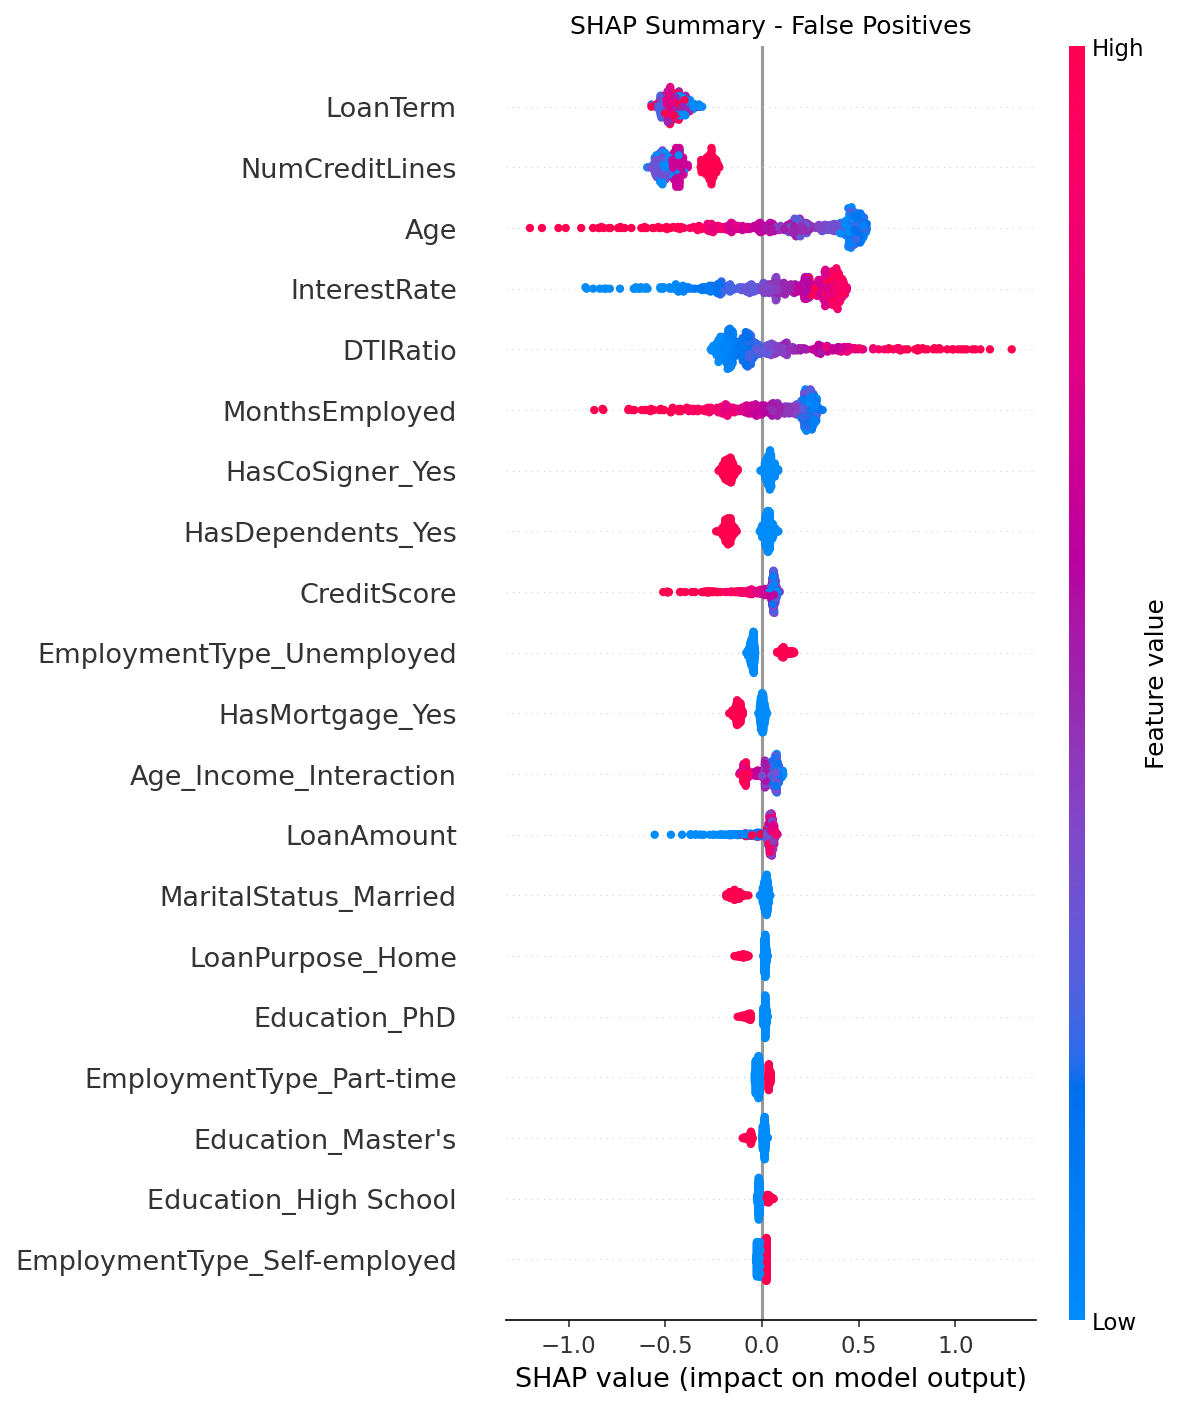 SHAP Summary - False Positives
High
LoanTerm
NumCreditLines
Age
InterestRate
DTIRatio
MonthsEmployed
HasCoSigner_Yes
HasDependents_Yes
CreditScore
EmploymentType_Unemployed
HasMortgage_Yes
Age_Income_Interaction
LoanAmount
MaritalStatus_Married
LoanPurpose_Home
Education_PhD
EmploymentType_Part-time
Education_Master's
Education_High School
EmploymentType_Self-employed
Feature value
Low
−1.0 −0.5 0.0 0.5 1.0
SHAP value (impact on model output)